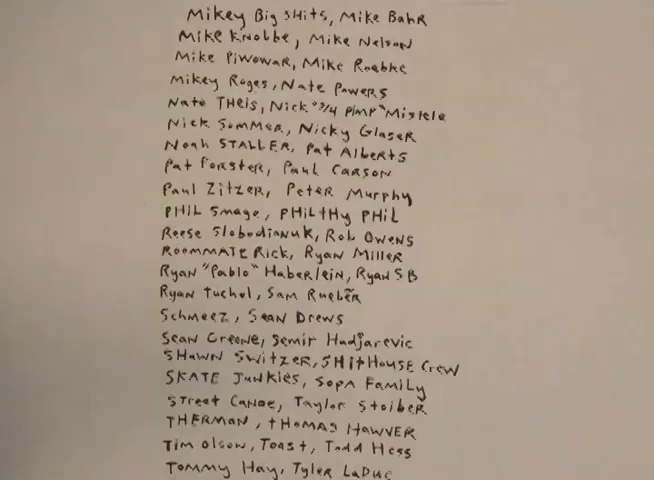 Mikey Big SHits, Mike Bahr
Mike Knobbe, Mike Nelson
Mike Piwowar, Mike Roebke
Mikey Roges, Nate Powers
Nate THeis, Nick "3/4 PIMP" Mistele
Nick Sommer, Nicky Glaser
Noah STALLER, Pat Alberts
Pat Forster, Paul Carson
Paul Zitzer, Peter Murphy
PHiL Smage, PHiLtHy PHiL
Reese Slobodianuk, Rob Owens
ROOMMATE Rick, Ryan Miller
Ryan "Pablo" Haberlein, Ryan SB
Ryan Tuchel, Sam Rueber
Schmeez, Sean Drews
Sean Greene, Semir Hadjarevic
SHawn Switzer, SHitHOUSE Crew
SKATE Junkies, Sopa Family
Street Canoe, Taylor Stoiber
THERMAN, tHOMAS HAWVER
Tim Olson, Toast, Todd Hess
Tommy Hay, Tyler LaDuc